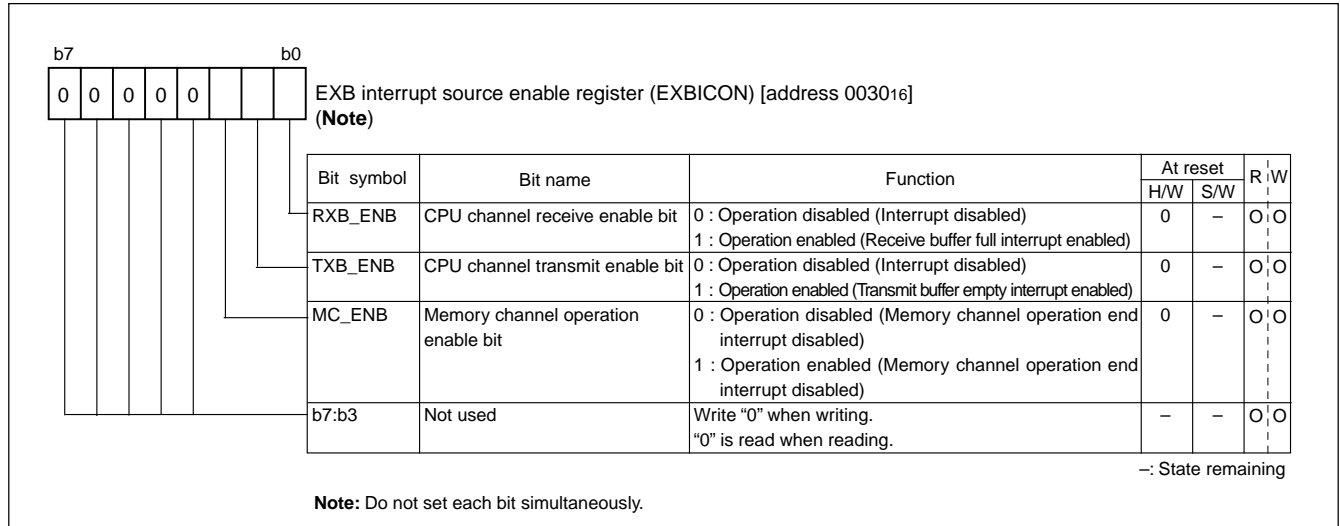 b7 b0
0 0 0 0 0
EXB interrupt source enable register (EXBICON) [address 003016]
(Note)
Bit symbol Bit name Function At reset R W
H/W S/W
RXB_ENB CPU channel receive enable bit 0 : Operation disabled (Interrupt disabled) 0 – O O
1 : Operation enabled (Receive buffer full interrupt enabled)
TXB_ENB CPU channel transmit enable bit 0 : Operation disabled (Interrupt disabled) 0 – O O
1 : Operation enabled (Transmit buffer empty interrupt enabled)
MC_ENB Memory channel operation 0 : Operation disabled (Memory channel operation end 0 – O O
enable bit interrupt disabled)
1 : Operation enabled (Memory channel operation end
interrupt disabled)
b7:b3 Not used Write “0” when writing. – – O O
“0” is read when reading.
–: State remaining
Note: Do not set each bit simultaneously.